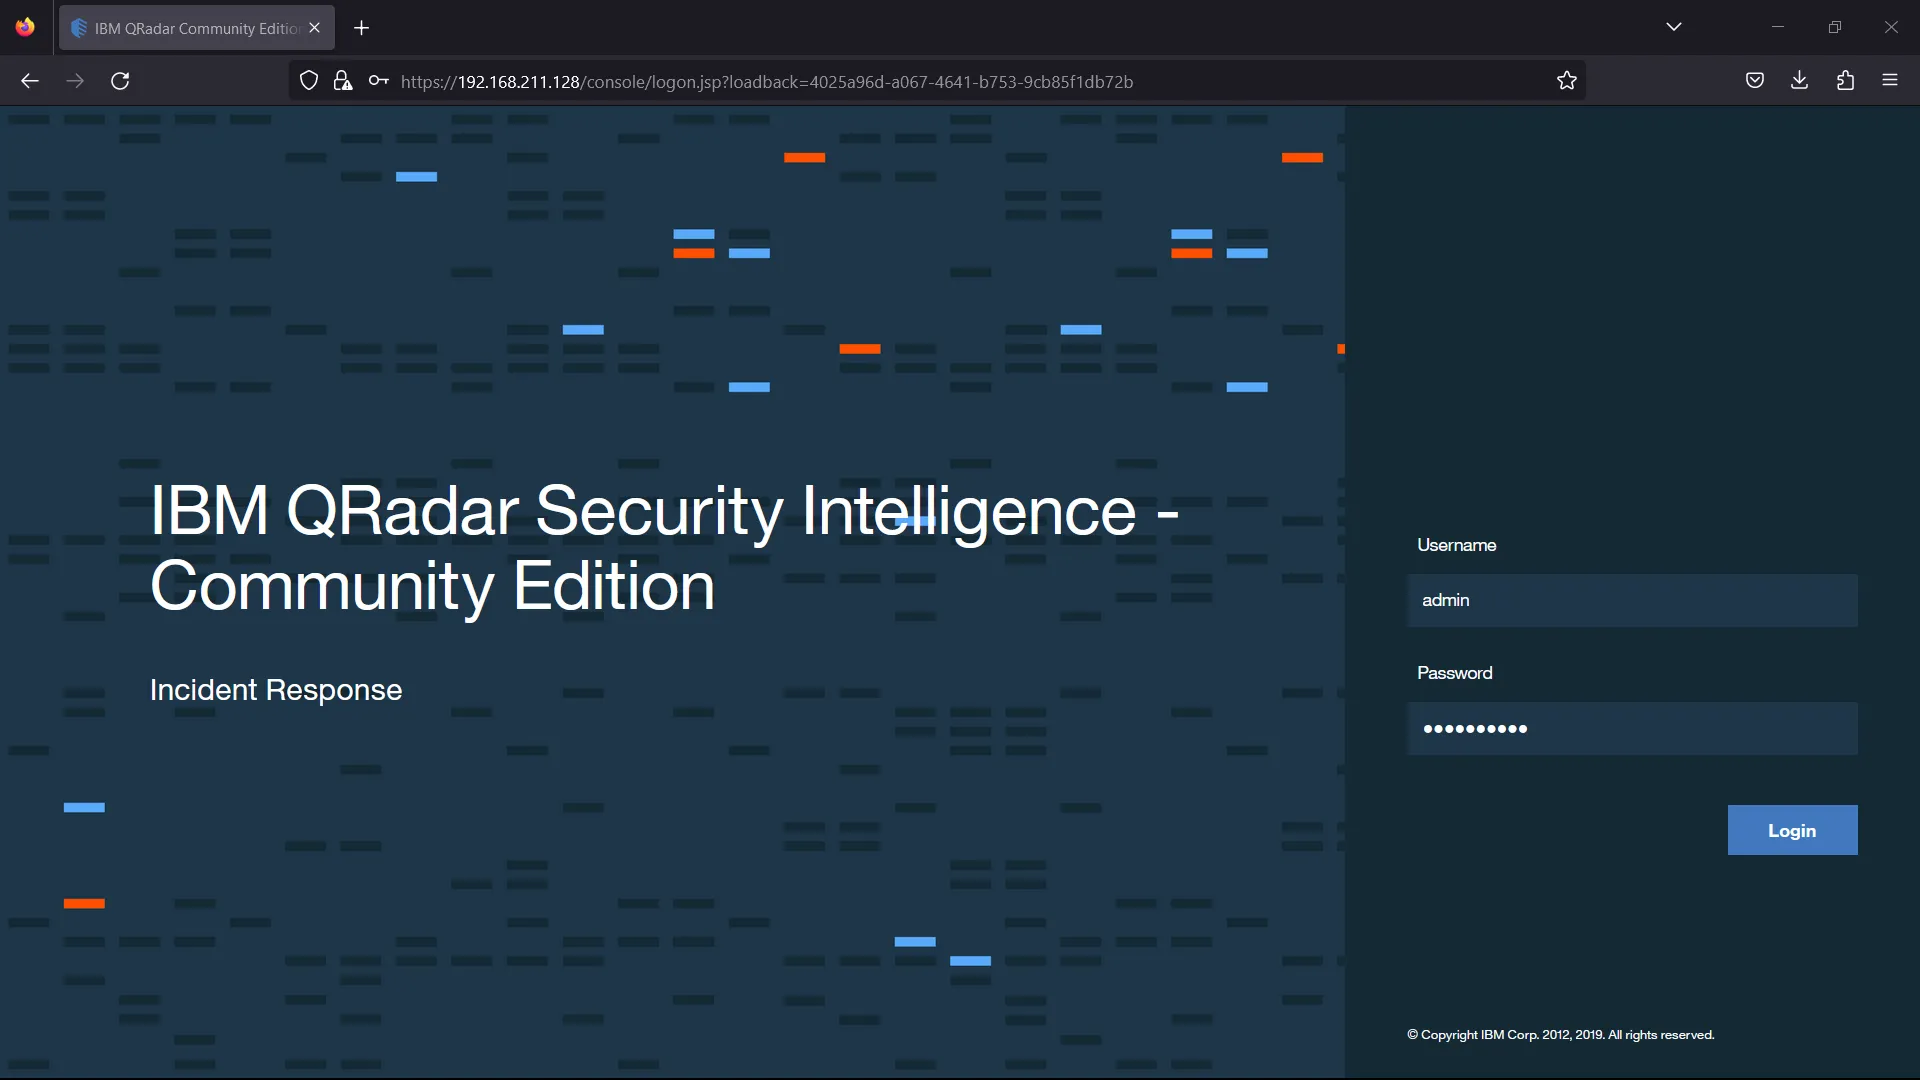 IBM QRadar Community Editio
https://192.168.211.128/console/logon.jsp?loadback=4025a96d-a067-4641-b753-9cb85f1db72b
IBM QRadar Security Intelligence -
Community Edition
Incident Response
Username
admin
Password
••••••••••
Login
© Copyright IBM Corp. 2012, 2019. All rights reserved.